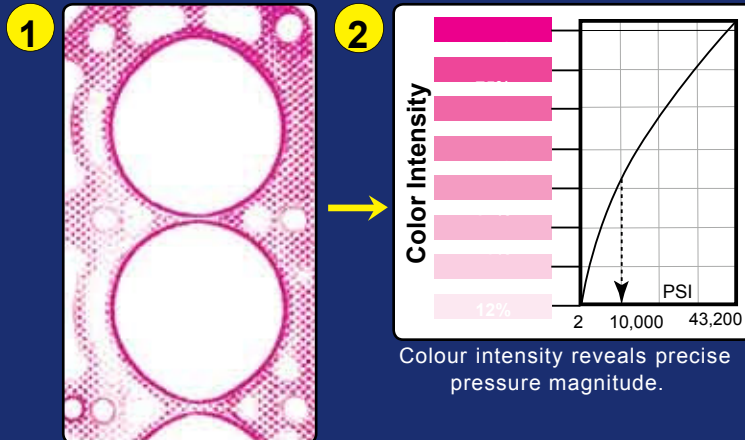 1
2
Color Intensity
12%
PSI
2 10,000 43,200
Colour intensity reveals precise
pressure magnitude.